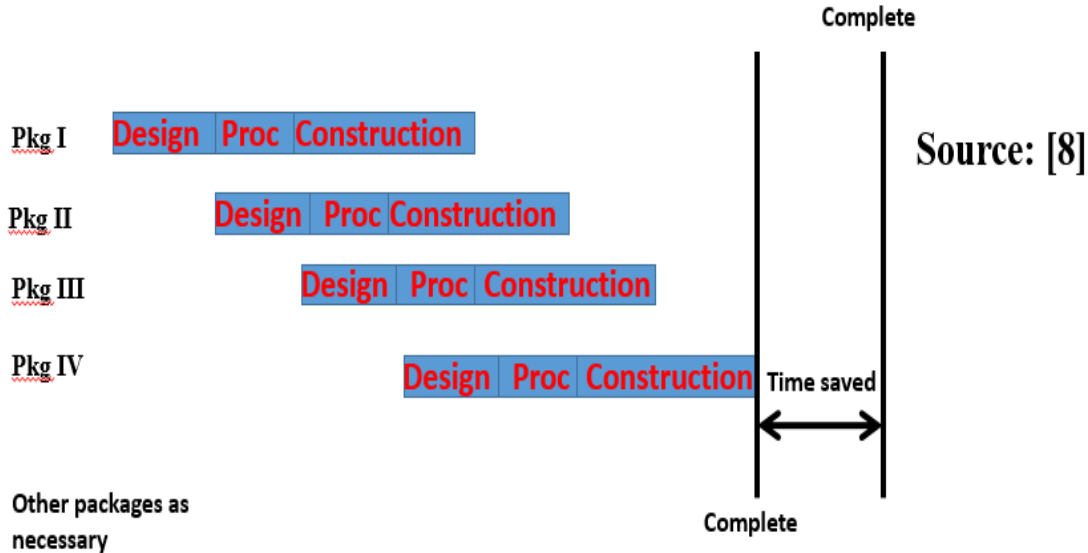 Complete
Pkg I
Design Proc Construction
Source: [8]
Pkg II
Design Proc Construction
Pkg III
Design Proc Construction
Pkg IV
Design Proc Construction
Time saved
Other packages as
necessary
Complete